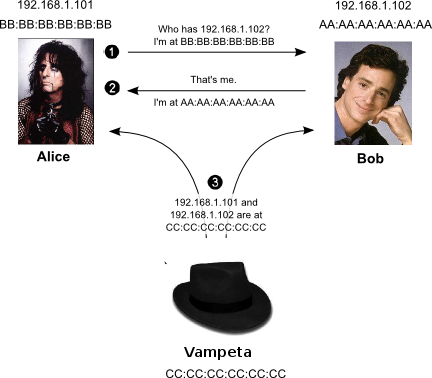 192.168.1.101
BB:BB:BB:BB:BB:BB
192.168.1.102
AA:AA:AA:AA:AA:AA
1
Who has 192.168.1.102?
I'm at BB:BB:BB:BB:BB:BB
2
That's me.
I'm at AA:AA:AA:AA:AA:AA
Alice
Bob
3
192.168.1.101 and
192.168.1.102 are at
CC:CC:CC:CC:CC:CC
Vampeta
CC:CC:CC:CC:CC:CC